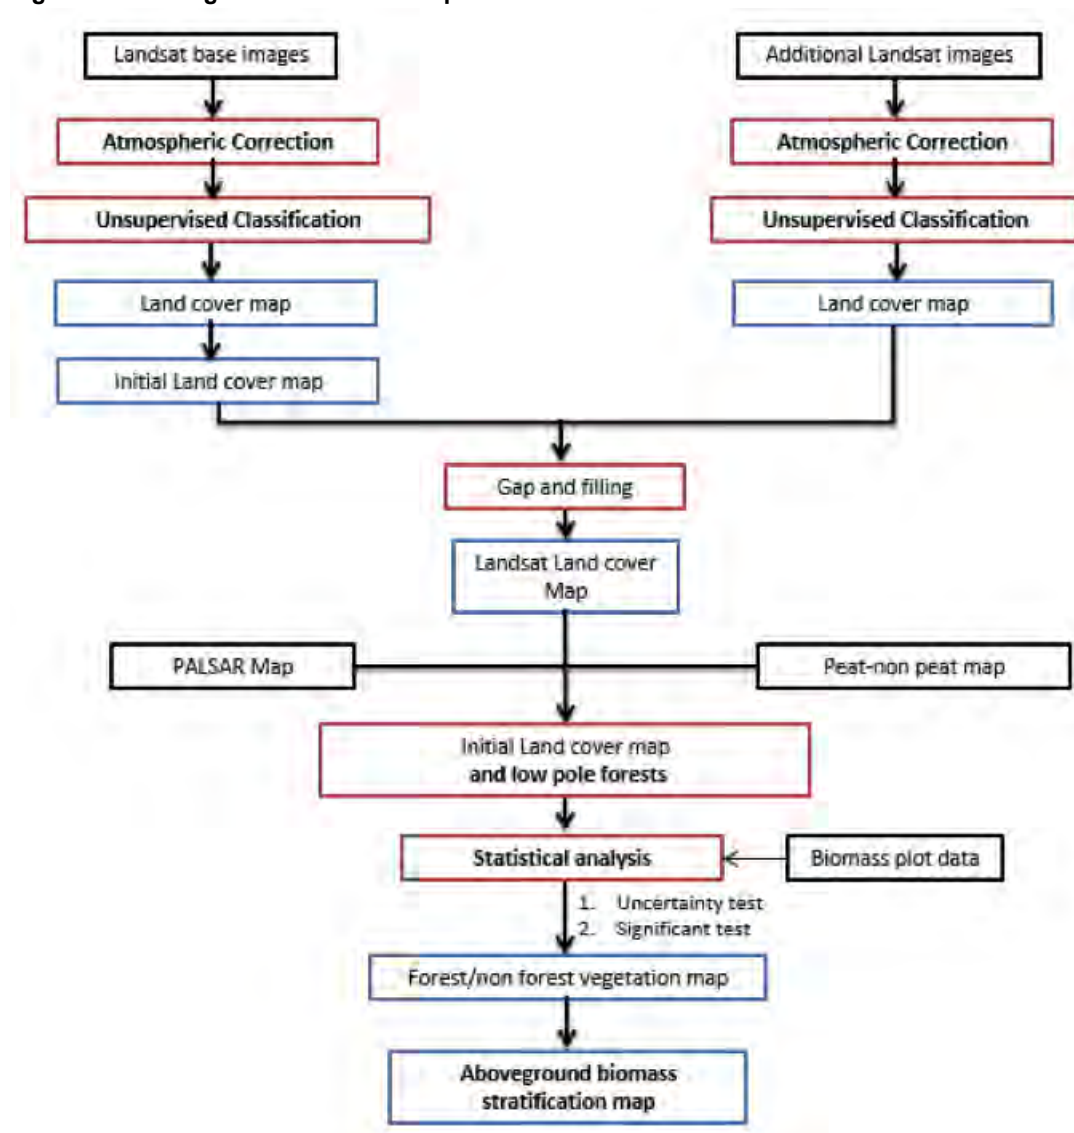 Landsat base images
Additional Landsat images
Atmospheric Correction
Atmospheric Correction
Unsupervised Classification
Unsupervised Classification
Land cover map
Land cover map
Initial Land cover map
Gap and filling
Landsat Land cover
Map
PALSAR Map
Peat-non peat map
Initial Land cover map
and low pole forests
Statistical analysis
Biomass plot data
1. Uncertainty test
2. Significant test
Forest/non forest vegetation map
Aboveground biomass
stratification map